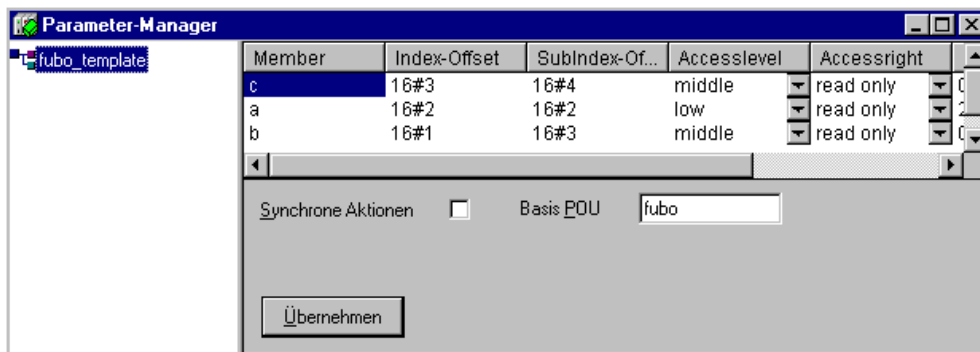 Parameter-Manager
fubo_template
Member Index-Offset SubIndex-Of... Accesslevel Accessright
c 16#3 16#4 middle read only
a 16#2 16#2 low read only
b 16#1 16#3 middle read only
Synchrone Aktionen Basis POU fubo
Übernehmen